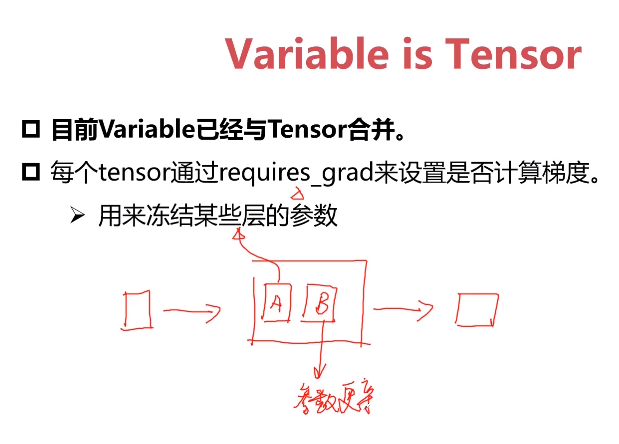 Variable is Tensor
目前Variable已经与Tensor合并。
每个tensor通过requires_grad来设置是否计算梯度。
用来冻结某些层的参数
A B
参数更新